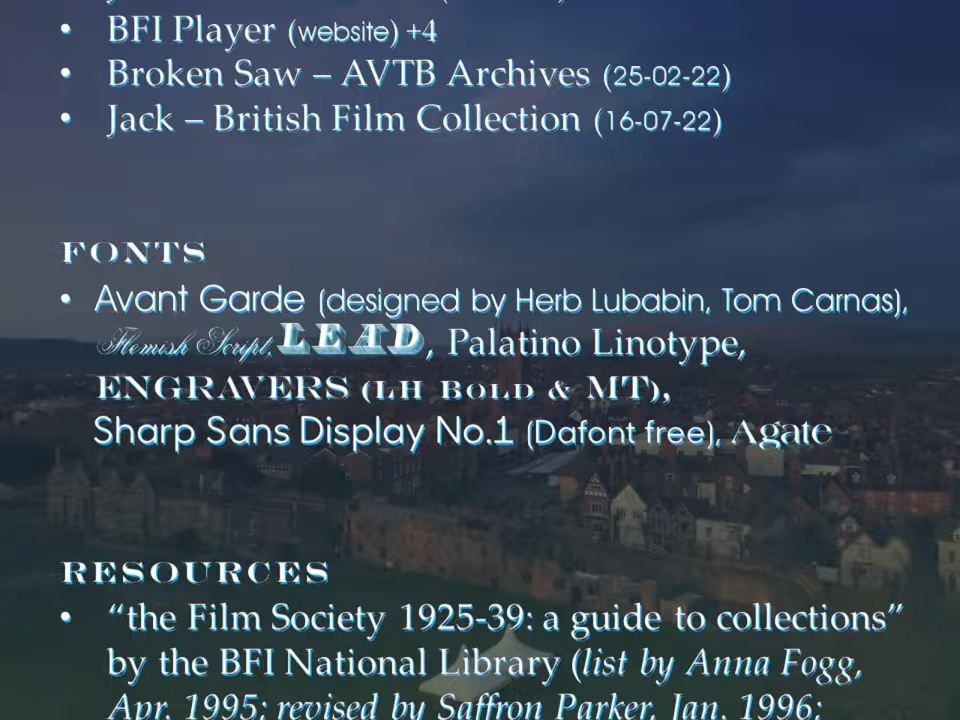 • BFI Player (website) +4
• Broken Saw – AVTB Archives (25-02-22)
• Jack – British Film Collection (16-07-22)
FONTS
• Avant Garde (designed by Herb Lubabin, Tom Carnas),
Flemish Script, LEAD, Palatino Linotype,
ENGRAVERS (LH BOLD & MT),
Sharp Sans Display No.1 (Dafont free), Agate
RESOURCES
• “the Film Society 1925-39: a guide to collections”
by the BFI National Library (list by Anna Fogg,
Apr. 1995; revised by Saffron Parker, Jan. 1996;